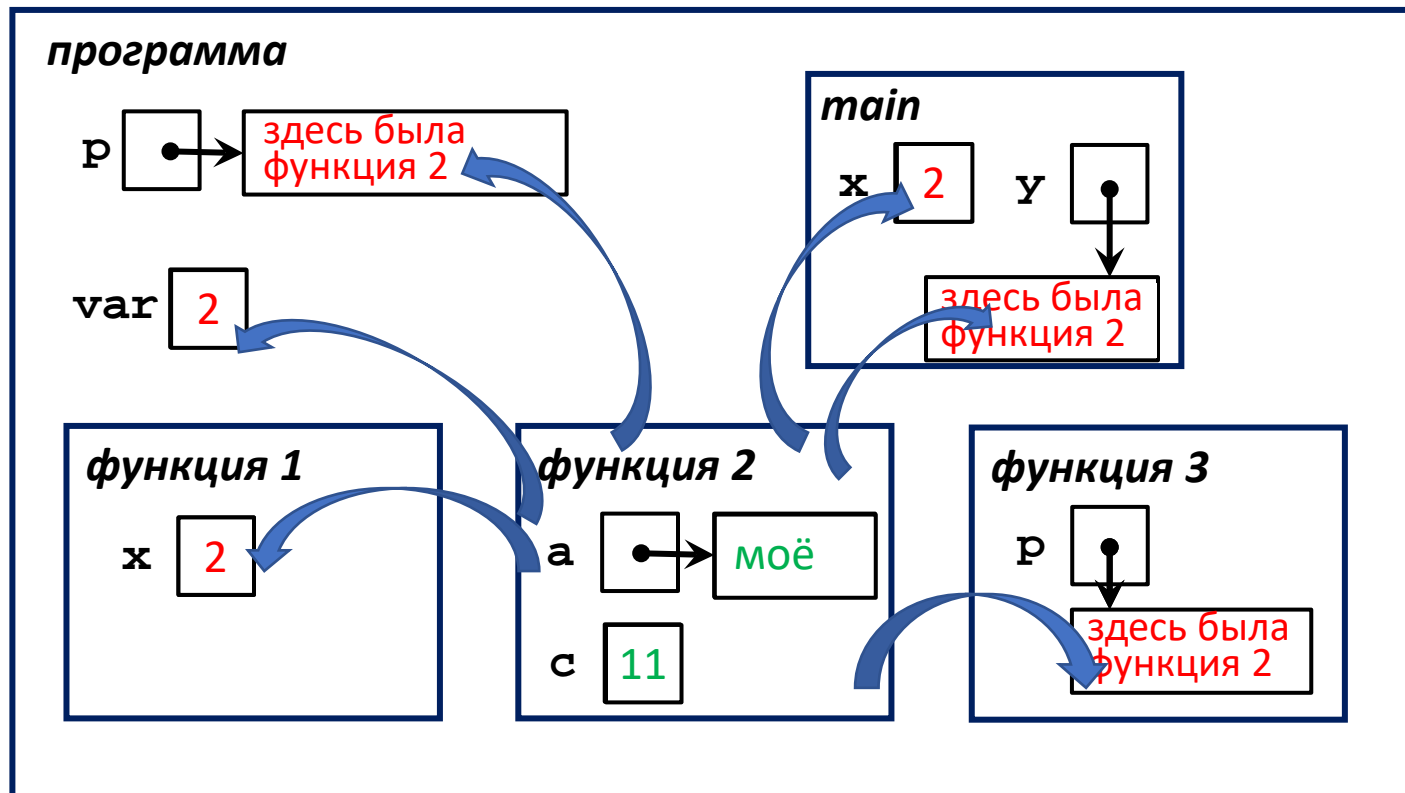 программа
p
здесь была
функция 2
var
2
main
x
2
y
здесь была
функция 2
функция 1
x
2
функция 2
a
моё
c
11
функция 3
p
здесь была
функция 2